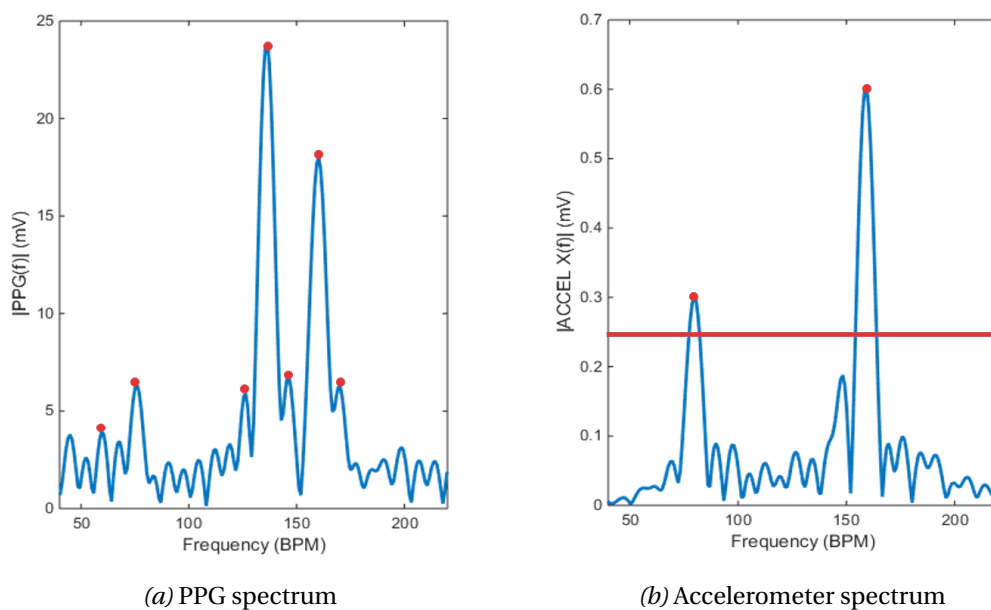 25
20
15
10
5
0
|PPG(f)| (mV)
50 100 150 200
Frequency (BPM)
(a) PPG spectrum
0.7
0.6
0.5
0.4
0.3
0.2
0.1
0
|ACCEL X(f)| (mV)
50 100 150 200
Frequency (BPM)
(b) Accelerometer spectrum